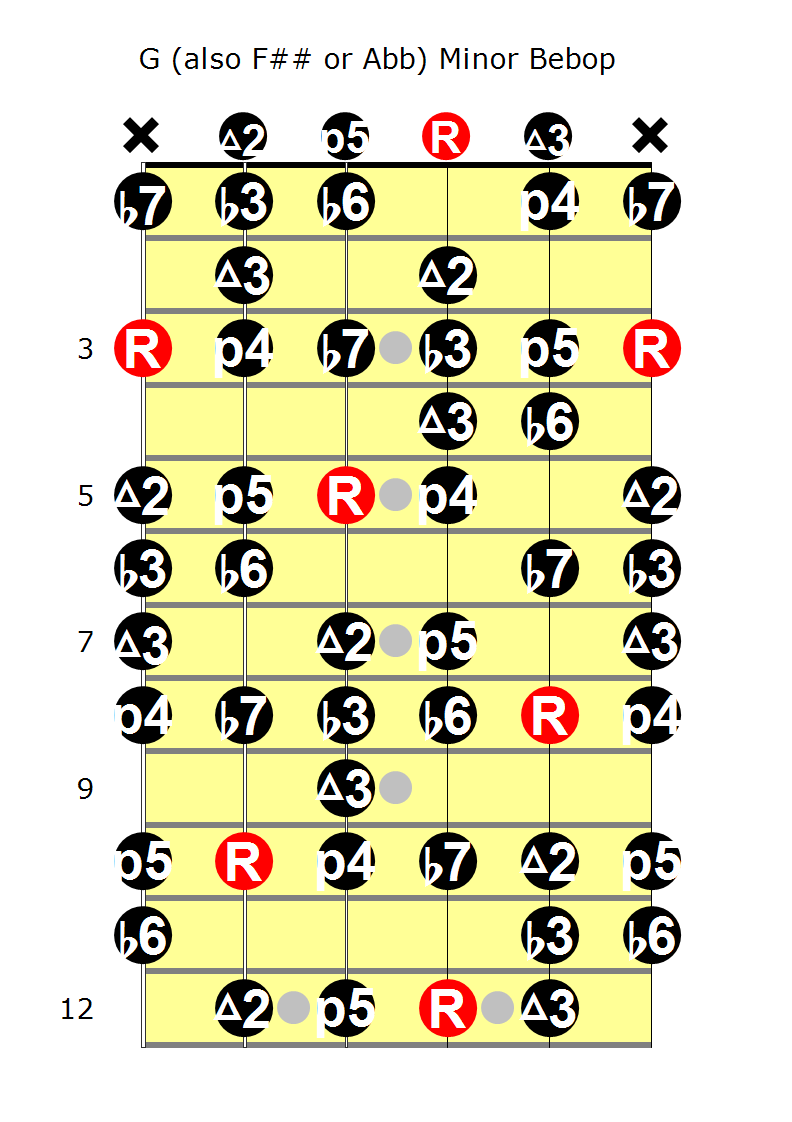 G (also F## or Abb) Minor Bebop
× Δ2 p5 R Δ3 ×
♭7 ♭3 ♭6 p4 ♭7
Δ3 Δ2
3 R p4 ♭7 ♭3 p5 R
Δ3 ♭6
5 Δ2 p5 R p4 Δ2
♭3 ♭6 ♭7 ♭3
7 Δ3 Δ2 p5 Δ3
p4 ♭7 ♭3 ♭6 R p4
9 Δ3
p5 R p4 ♭7 Δ2 p5
♭6 ♭3 ♭6
12 Δ2 p5 R Δ3